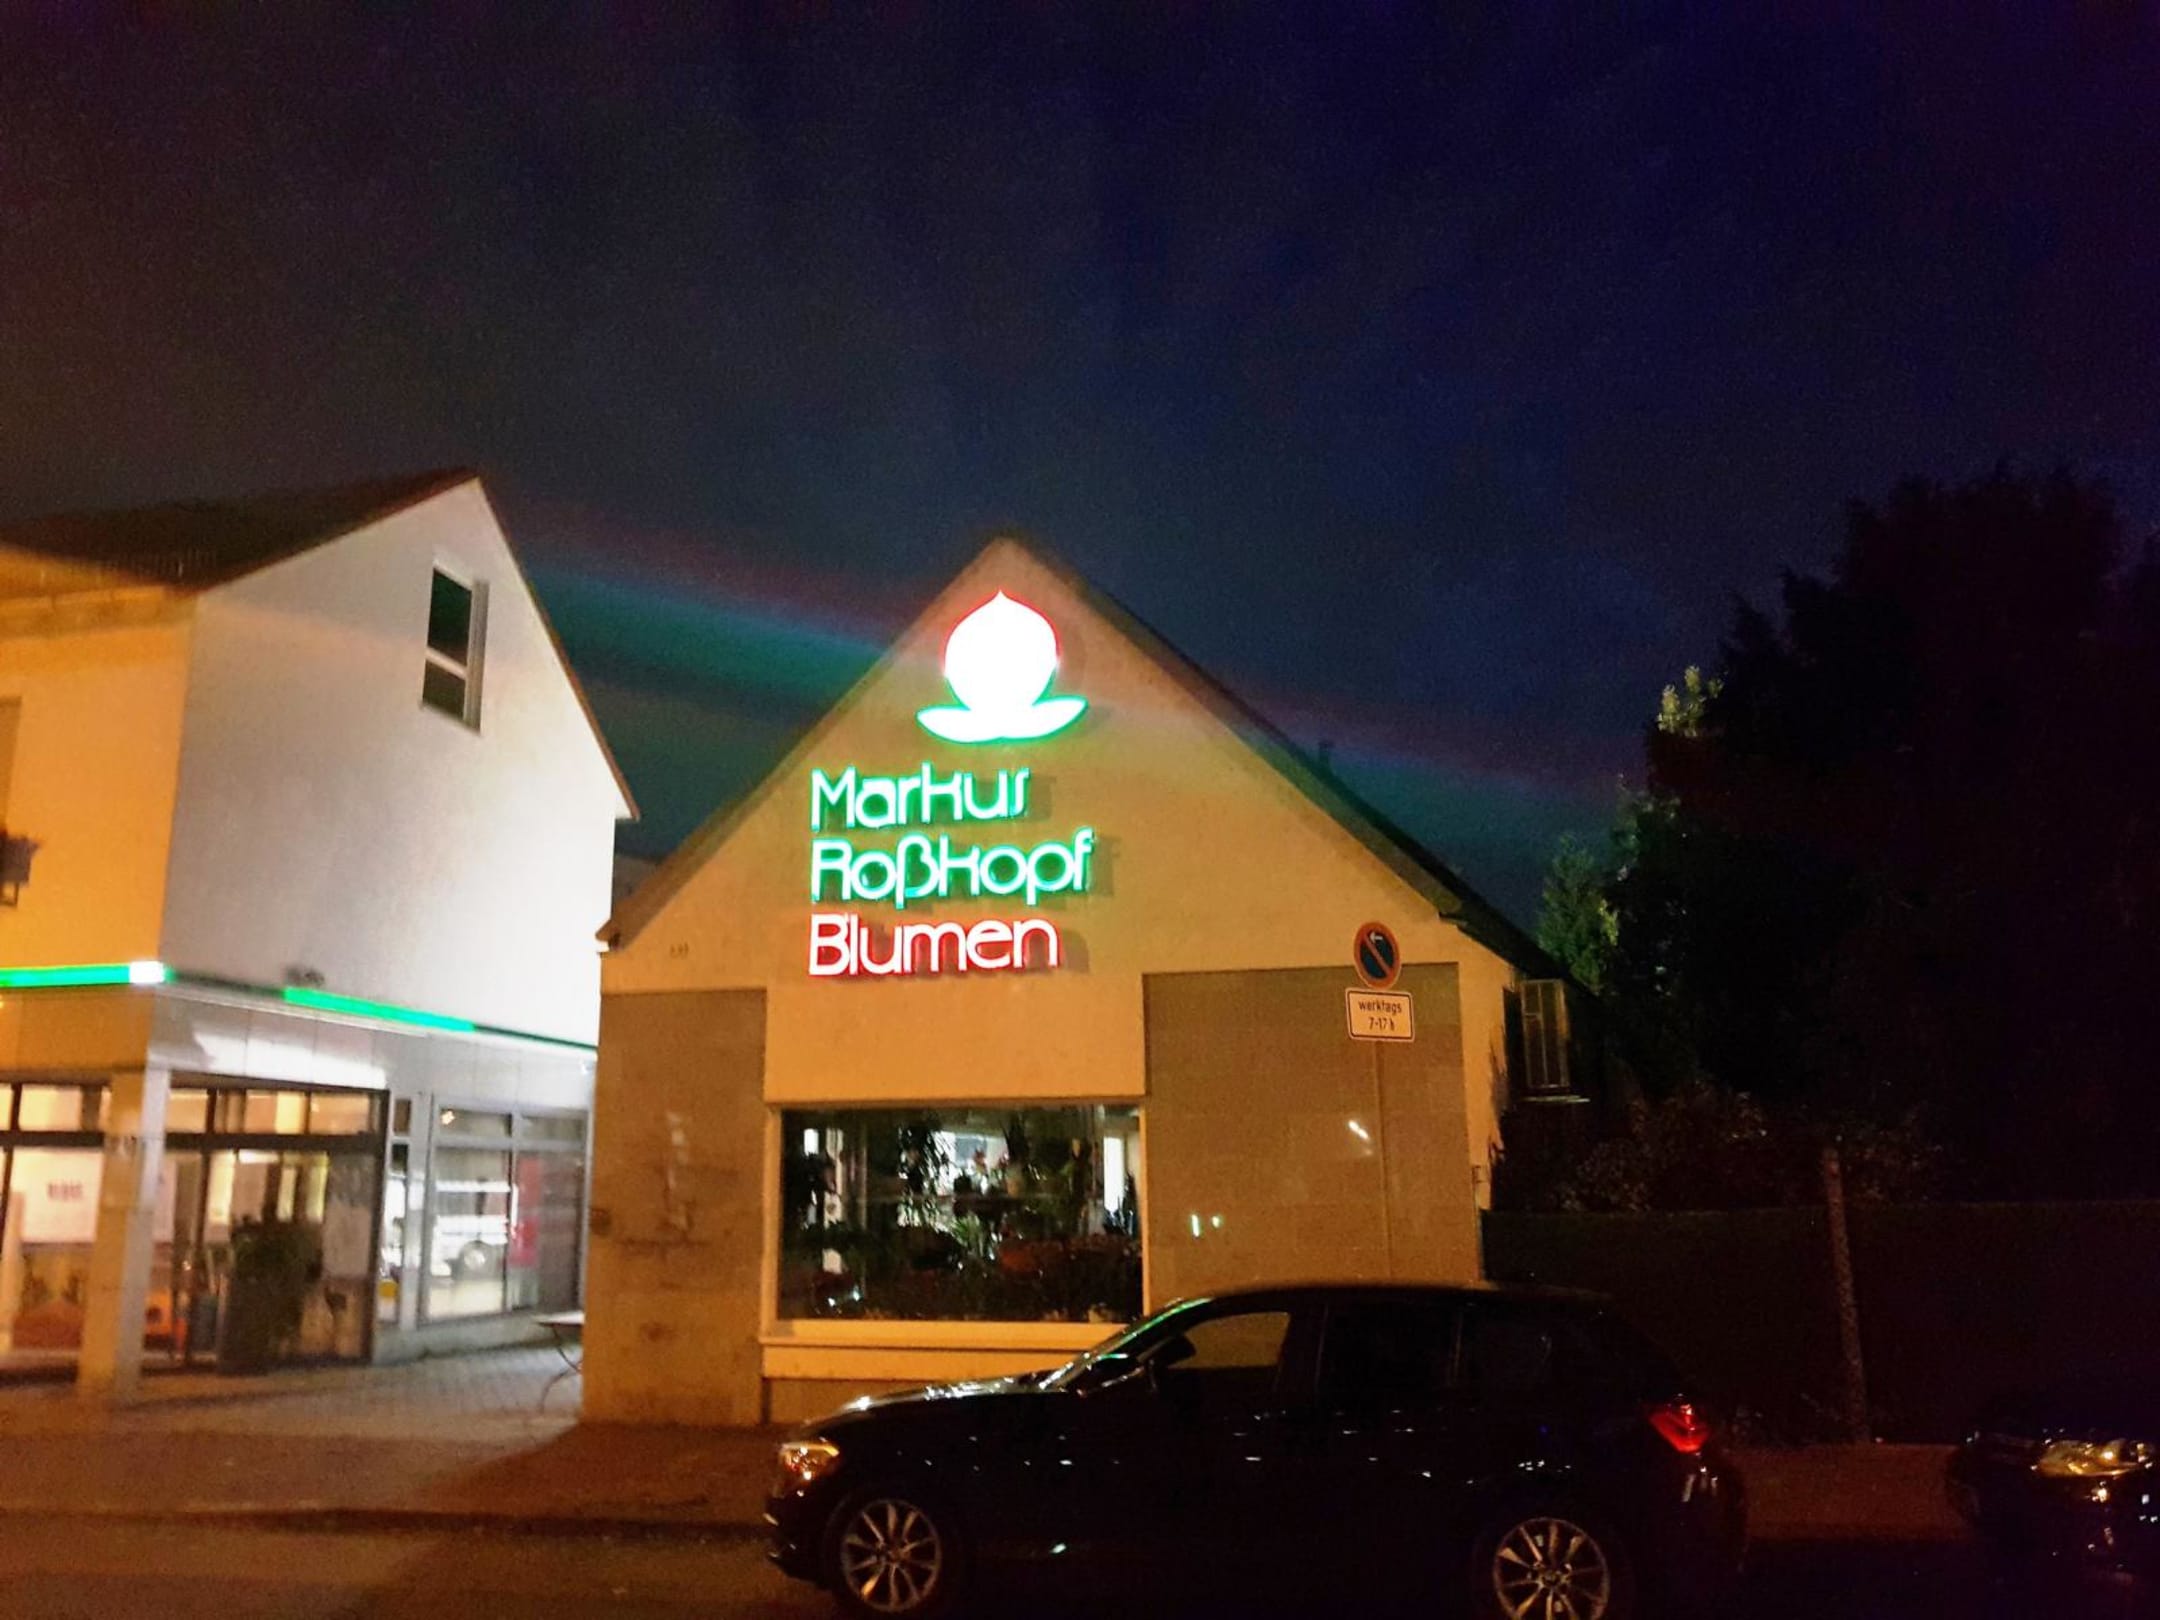 Markus
Roßkopf
Blumen
werktags
7-17 h